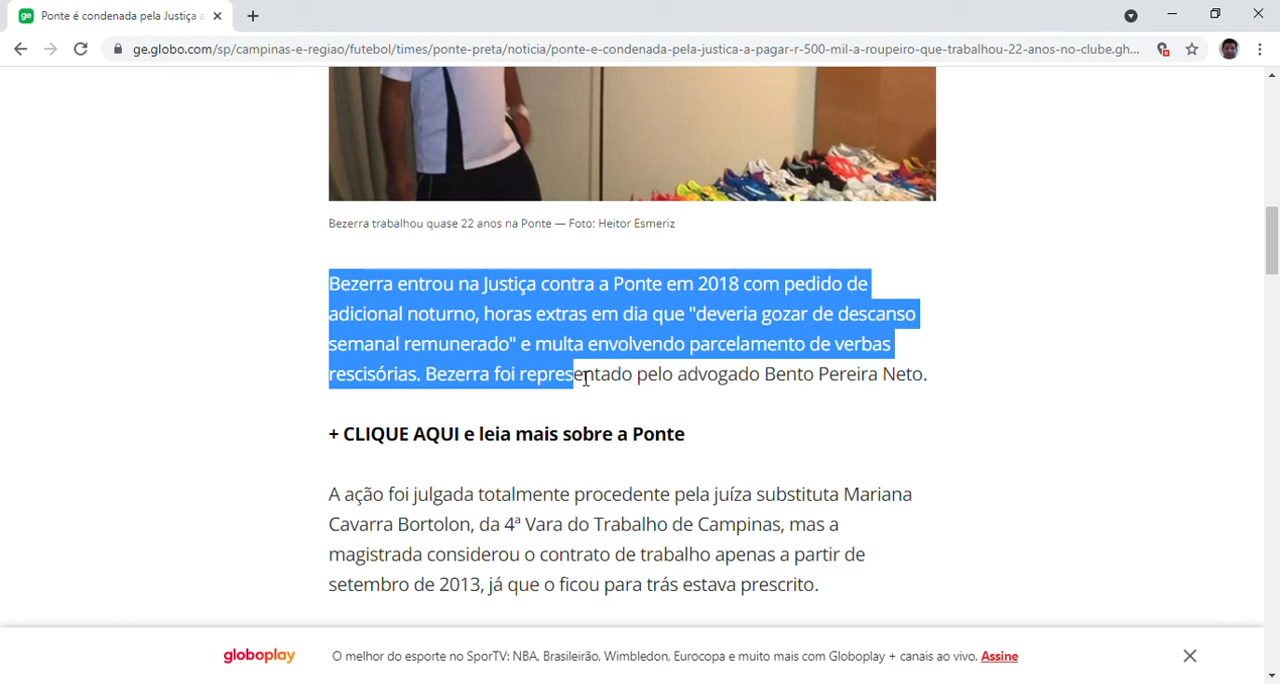 ge
Ponte é condenada pela Justiça a
ge.globo.com/sp/campinas-e-regiao/futebol/times/ponte-preta/noticia/ponte-e-condenada-pela-justica-a-pagar-r-500-mil-a-roupeiro-que-trabalhou-22-anos-no-clube.gh...
Bezerra trabalhou quase 22 anos na Ponte — Foto: Heitor Esmeriz
Bezerra entrou na Justiça contra a Ponte em 2018 com pedido de
adicional noturno, horas extras em dia que "deveria gozar de descanso
semanal remunerado" e multa envolvendo parcelamento de verbas
rescisórias. Bezerra foi representado pelo advogado Bento Pereira Neto.
+ CLIQUE AQUI e leia mais sobre a Ponte
A ação foi julgada totalmente procedente pela juíza substituta Mariana
Cavarra Bortolon, da 4ª Vara do Trabalho de Campinas, mas a
magistrada considerou o contrato de trabalho apenas a partir de
setembro de 2013, já que o ficou para trás estava prescrito.
globoplay
O melhor do esporte no SporTV: NBA, Brasileirão, Wimbledon, Eurocopa e muito mais com Globoplay + canais ao vivo. Assine